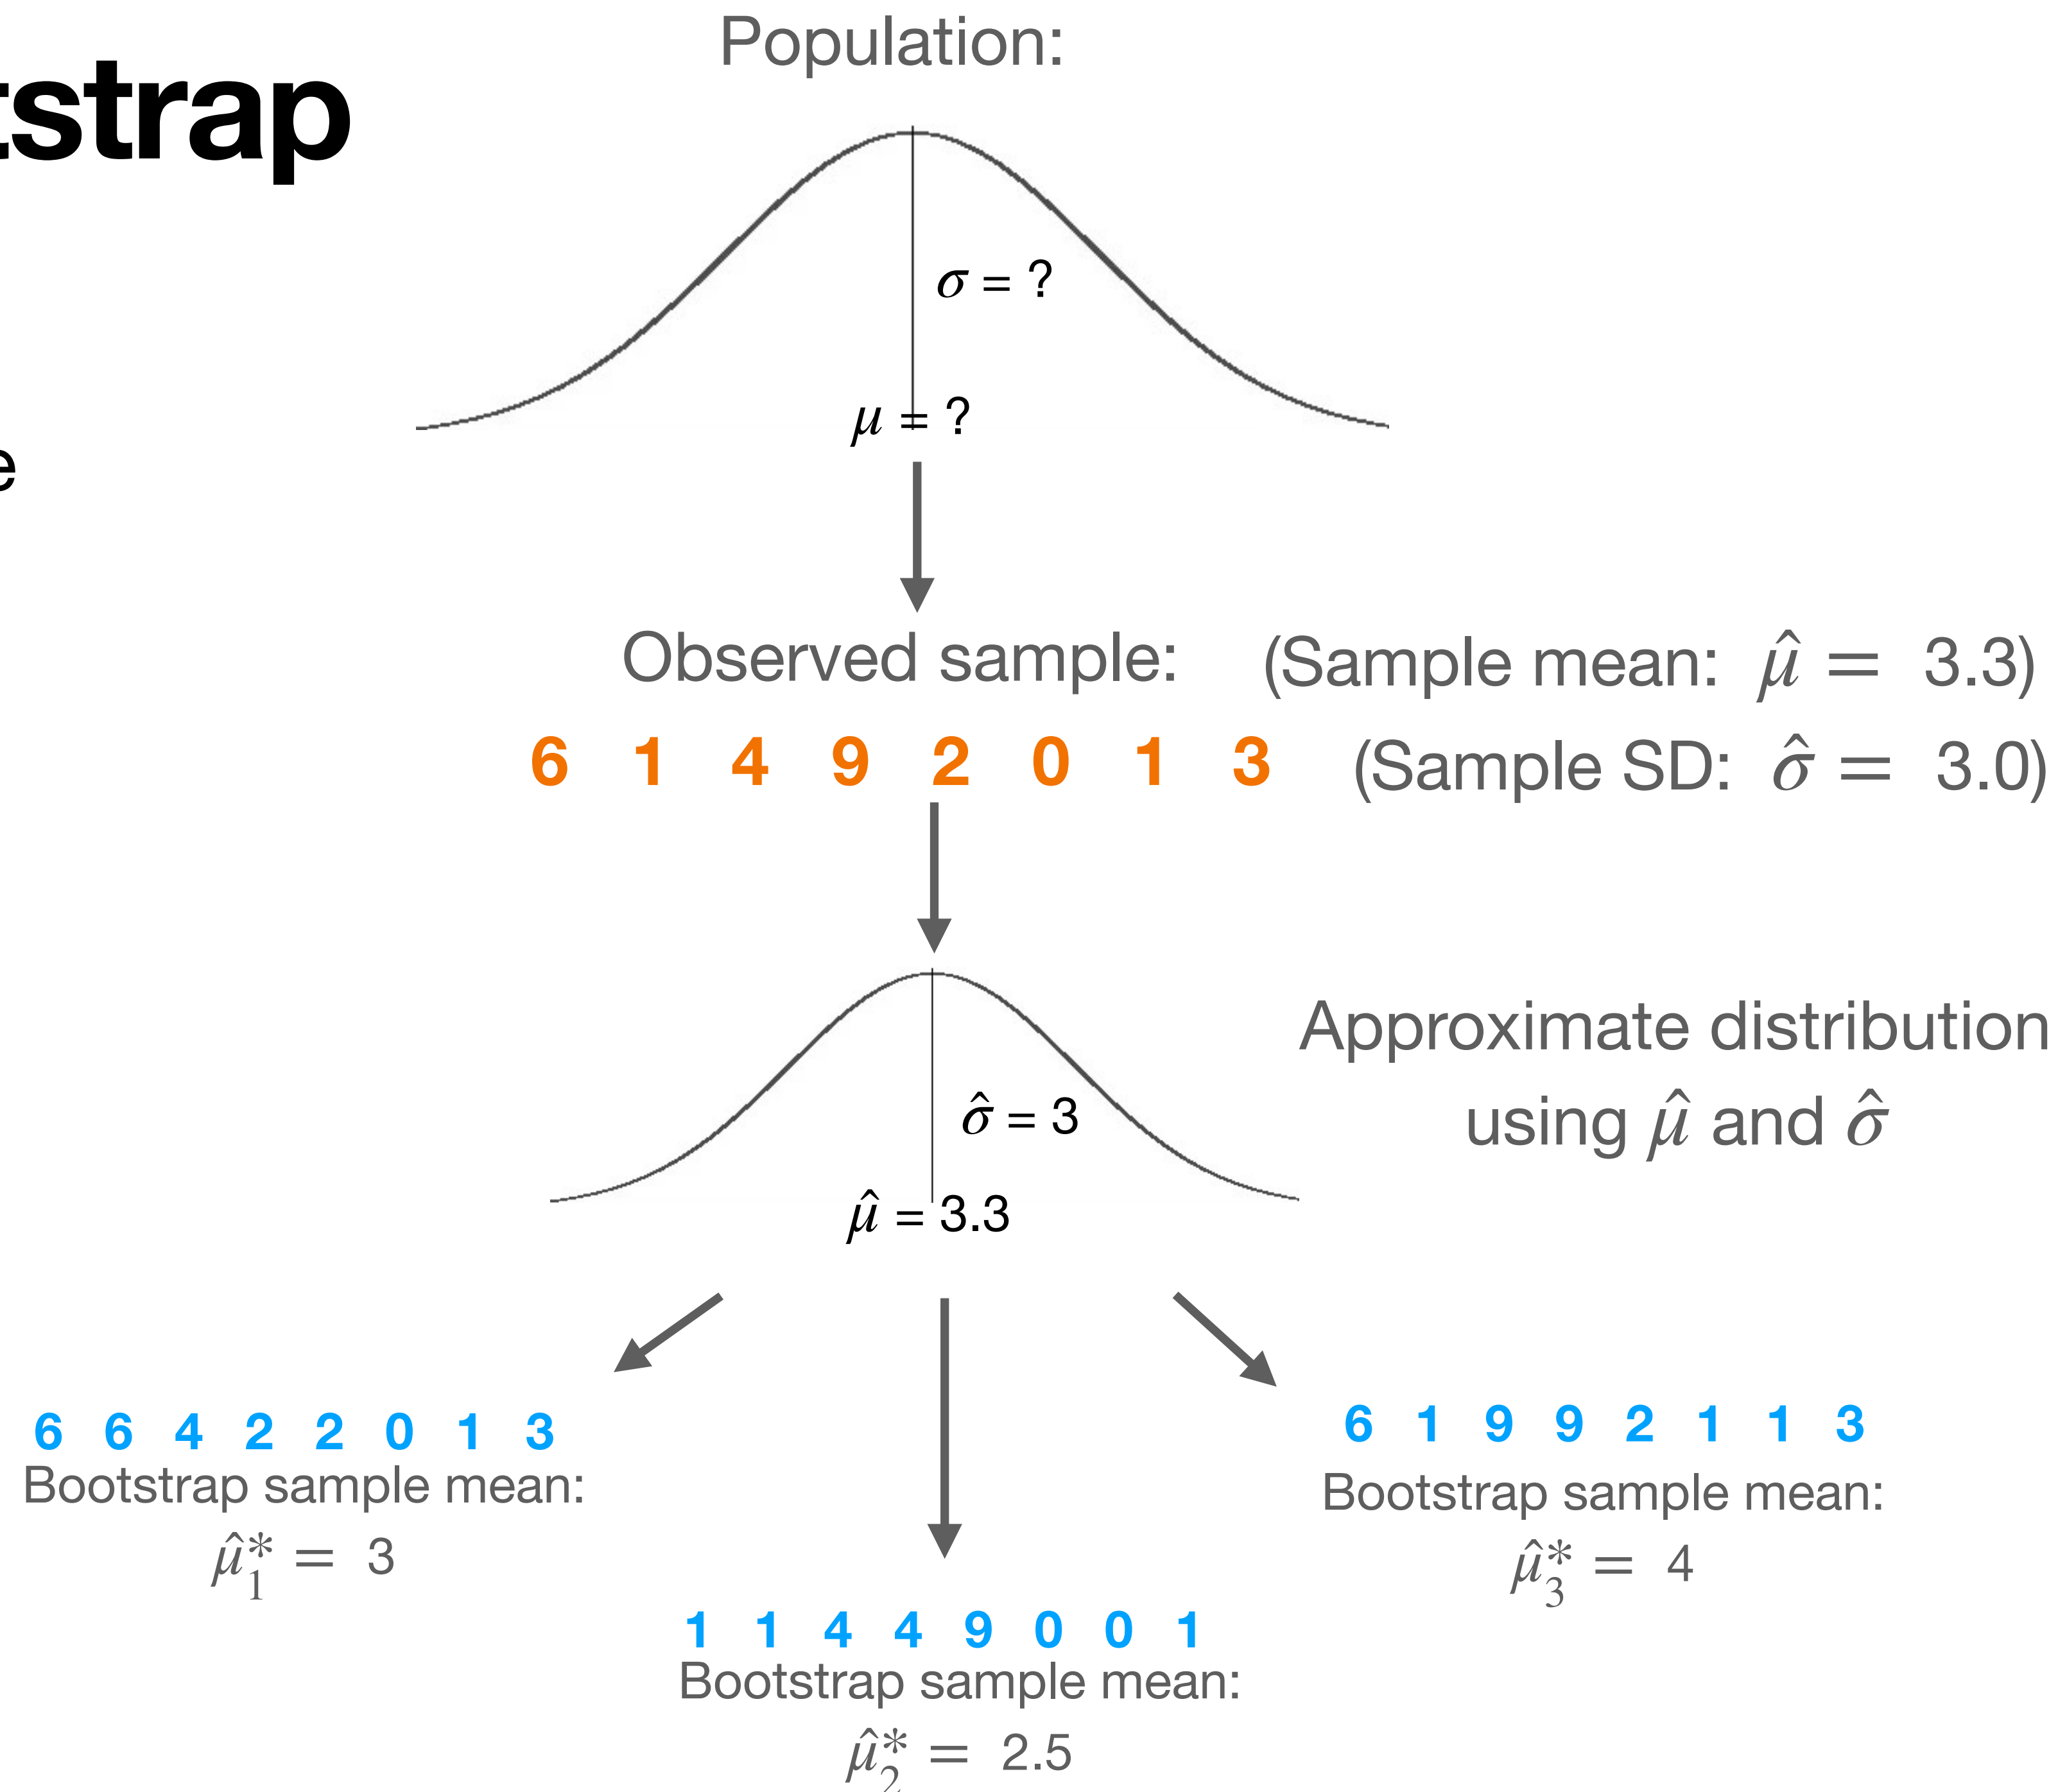 Population:
strap
σ = ?
μ = ?
e
Observed sample: (Sample mean: μ̂ = 3.3)
6 1 4 9 2 0 1 3 (Sample SD: σ̂ = 3.0)
Approximate distribution
using μ̂ and σ̂
σ̂ = 3
μ̂ = 3.3
6 6 4 2 2 0 1 3
Bootstrap sample mean:
μ̂*₁ = 3
6 1 9 9 2 1 1 3
Bootstrap sample mean:
μ̂*₃ = 4
1 1 4 4 9 0 0 1
Bootstrap sample mean:
μ̂*₂ = 2.5